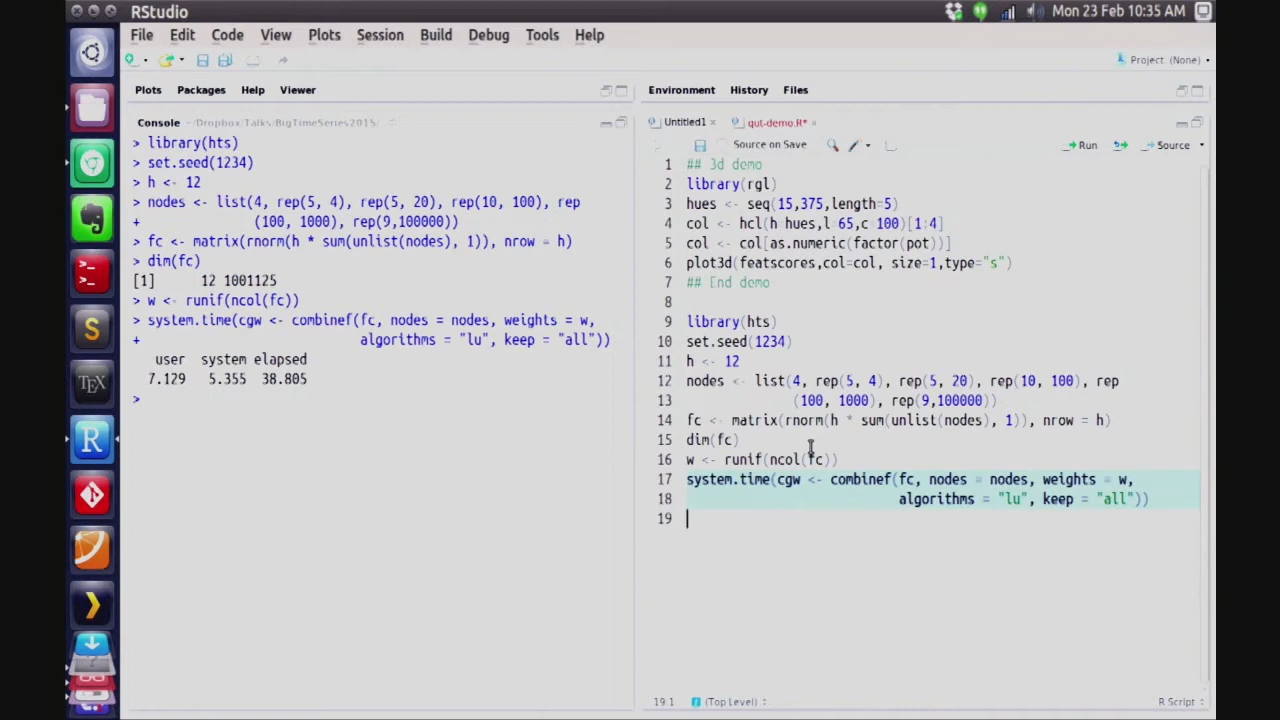 RStudio
Mon 23 Feb 10:35 AM
File Edit Code View Plots Session Build Debug Tools Help
Project: (None)
Plots Packages Help Viewer
Console ~/Dropbox/Talks/BigTimeSeries2015/
> library(hts)
> set.seed(1234)
> h <- 12
> nodes <- list(4, rep(5, 4), rep(5, 20), rep(10, 100), rep
+ (100, 1000), rep(9,100000))
> fc <- matrix(rnorm(h * sum(unlist(nodes), 1)), nrow = h)
> dim(fc)
[1] 12 1001125
> w <- runif(ncol(fc))
> system.time(cgw <- combinef(fc, nodes = nodes, weights = w,
+ algorithms = "lu", keep = "all"))
user system elapsed
7.129 5.355 38.805
>
Environment History Files
Untitled1 × qut-demo.R* ×
Source on Save Run Source
1 ## 3d demo
2 library(rgl)
3 hues <- seq(15,375,length=5)
4 col <- hcl(h=hues,l=65,c=100)[1:4]
5 col <- col[as.numeric(factor(pot))]
6 plot3d(featscores,col=col, size=1,type="s")
7 ## End demo
8
9 library(hts)
10 set.seed(1234)
11 h <- 12
12 nodes <- list(4, rep(5, 4), rep(5, 20), rep(10, 100), rep
13 (100, 1000), rep(9,100000))
14 fc <- matrix(rnorm(h * sum(unlist(nodes), 1)), nrow = h)
15 dim(fc)
16 w <- runif(ncol(fc))
17 system.time(cgw <- combinef(fc, nodes = nodes, weights = w,
18 algorithms = "lu", keep = "all"))
19
19:1 (Top Level) R Script
TEX
S
R